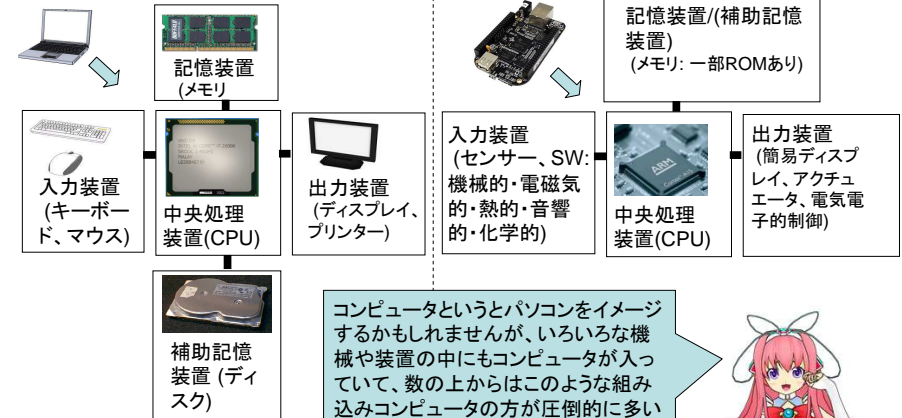 記憶装置
(メモリ
入力装置
(キーボー
ド、マウス)
中央処理
装置(CPU)
出力装置
(ディスプレイ、
プリンター)
補助記憶
装置 (ディ
スク)
記憶装置/(補助記憶
装置)
(メモリ: 一部ROMあり)
入力装置
(センサー、SW:
機械的・電磁気
的・熱的・音響
的・化学的)
ARM
中央処理
装置(CPU)
出力装置
(簡易ディスプ
レイ、アクチュ
エータ、電気電
子的制御)
コンピュータというとパソコンをイメージ
するかもしれませんが、いろいろな機
械や装置の中にもコンピュータが入っ
ていて、数の上からはこのような組み
込みコンピュータの方が圧倒的に多い